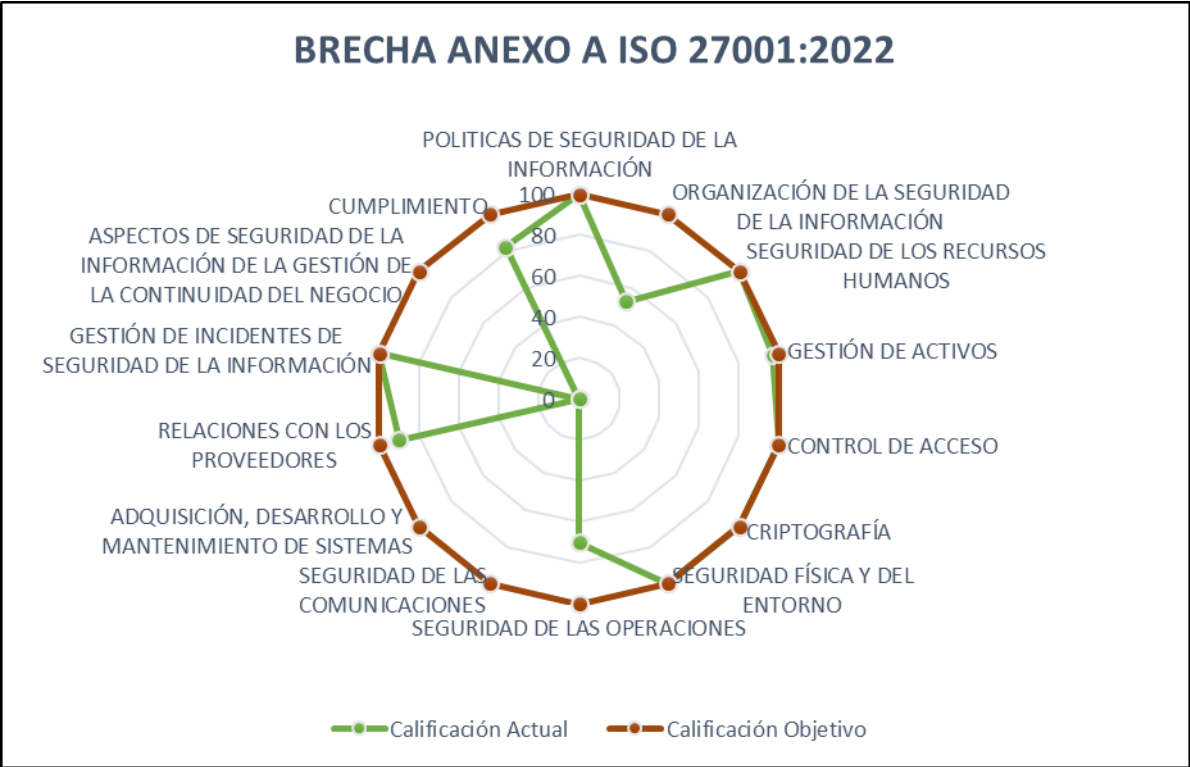 BRECHA ANEXO A ISO 27001:2022
POLITICAS DE SEGURIDAD DE LA
INFORMACIÓN
ORGANIZACIÓN DE LA SEGURIDAD
DE LA INFORMACIÓN
SEGURIDAD DE LOS RECURSOS
HUMANOS
GESTIÓN DE ACTIVOS
CONTROL DE ACCESO
CRIPTOGRAFÍA
SEGURIDAD FÍSICA Y DEL
ENTORNO
SEGURIDAD DE LAS OPERACIONES
SEGURIDAD DE LAS
COMUNICACIONES
ADQUISICIÓN, DESARROLLO Y
MANTENIMIENTO DE SISTEMAS
RELACIONES CON LOS
PROVEEDORES
GESTIÓN DE INCIDENTES DE
SEGURIDAD DE LA INFORMACIÓN
ASPECTOS DE SEGURIDAD DE LA
INFORMACIÓN DE LA GESTIÓN DE
LA CONTINUIDAD DEL NEGOCIO
CUMPLIMIENTO
100
80
60
40
20
0
Calificación Actual
Calificación Objetivo